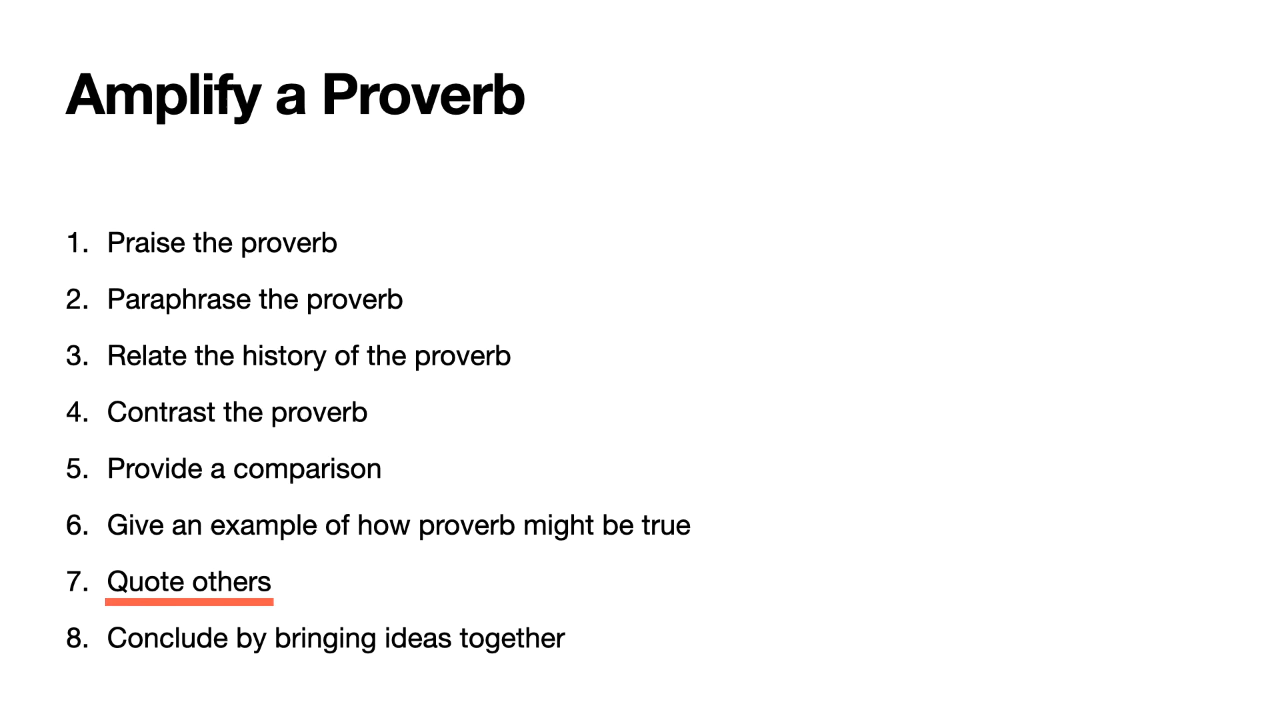 Amplify a Proverb
1. Praise the proverb
2. Paraphrase the proverb
3. Relate the history of the proverb
4. Contrast the proverb
5. Provide a comparison
6. Give an example of how proverb might be true
7. Quote others
8. Conclude by bringing ideas together